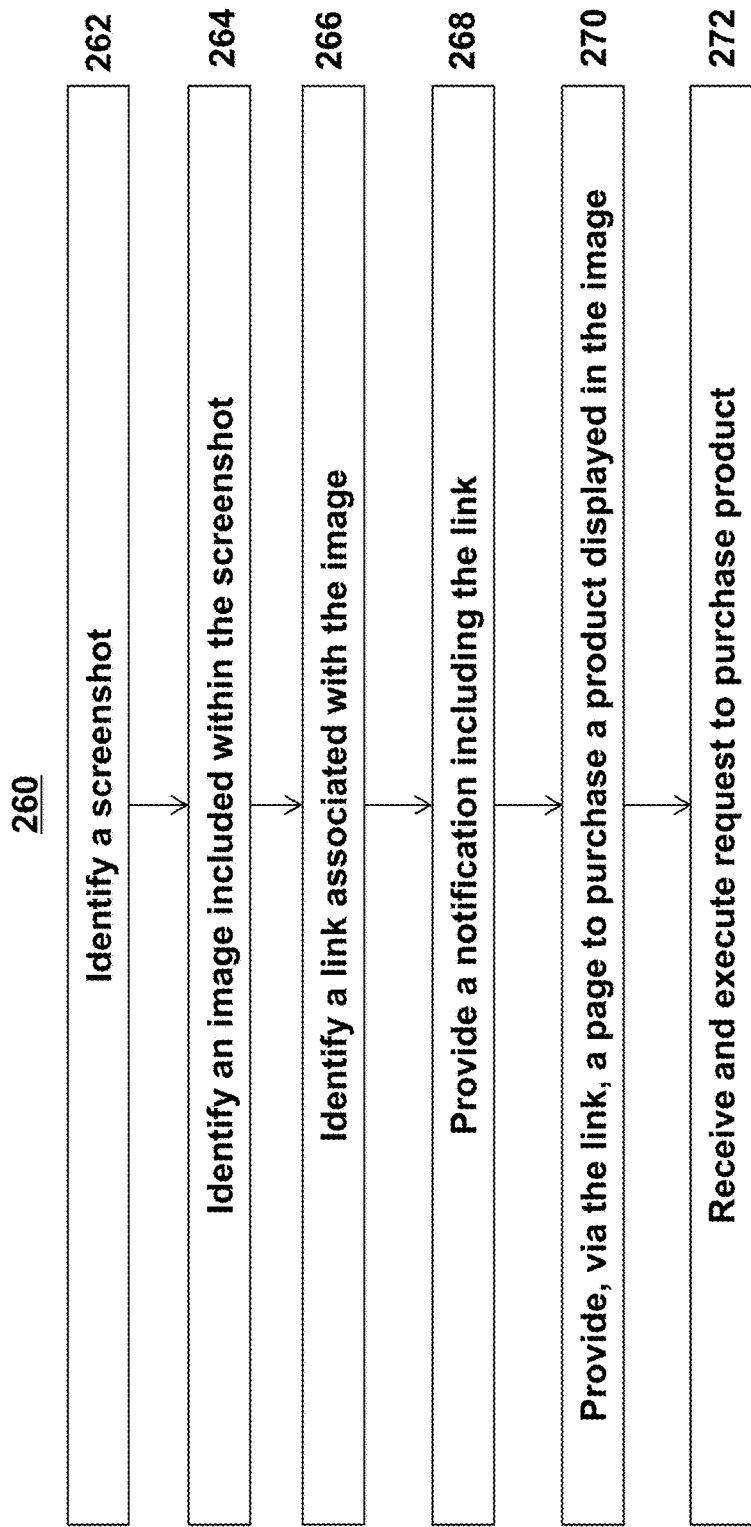 260
Identify a screenshot 262
Identify an image included within the screenshot 264
Identify a link associated with the image 266
Provide a notification including the link 268
Provide, via the link, a page to purchase a product displayed in the image 270
Receive and execute request to purchase product 272